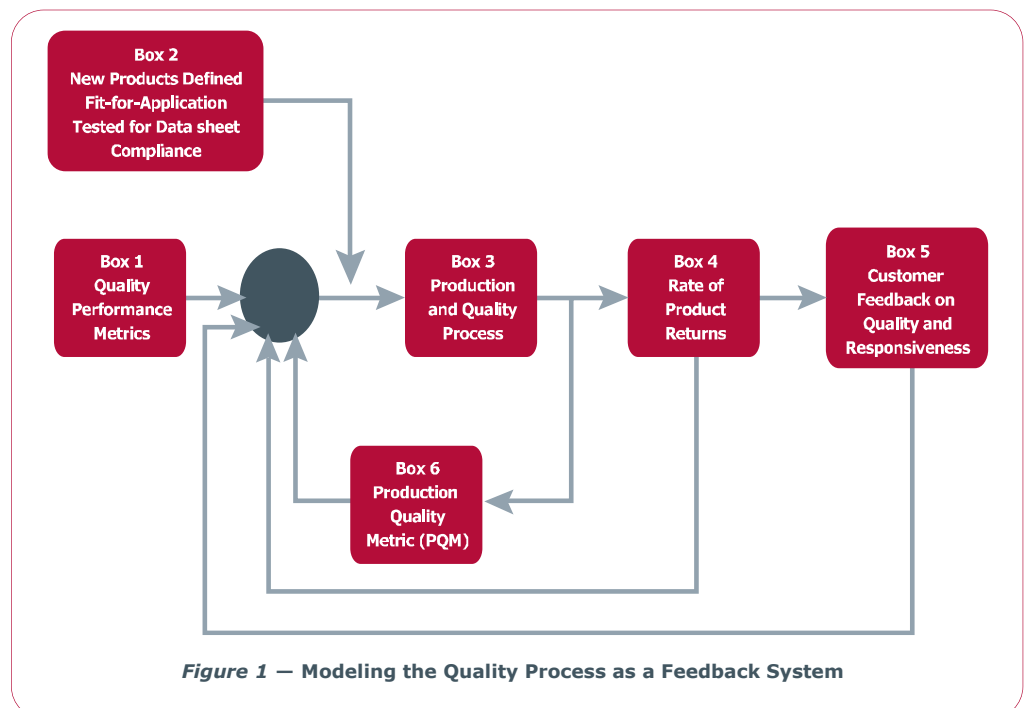 Box 2
New Products Defined
Fit-for-Application
Tested for Data sheet
Compliance
Box 1
Quality
Performance
Metrics
Box 3
Production
and Quality
Process
Box 4
Rate of
Product
Returns
Box 5
Customer
Feedback on
Quality and
Responsiveness
Box 6
Production
Quality
Metric (PQM)
Figure 1 — Modeling the Quality Process as a Feedback System